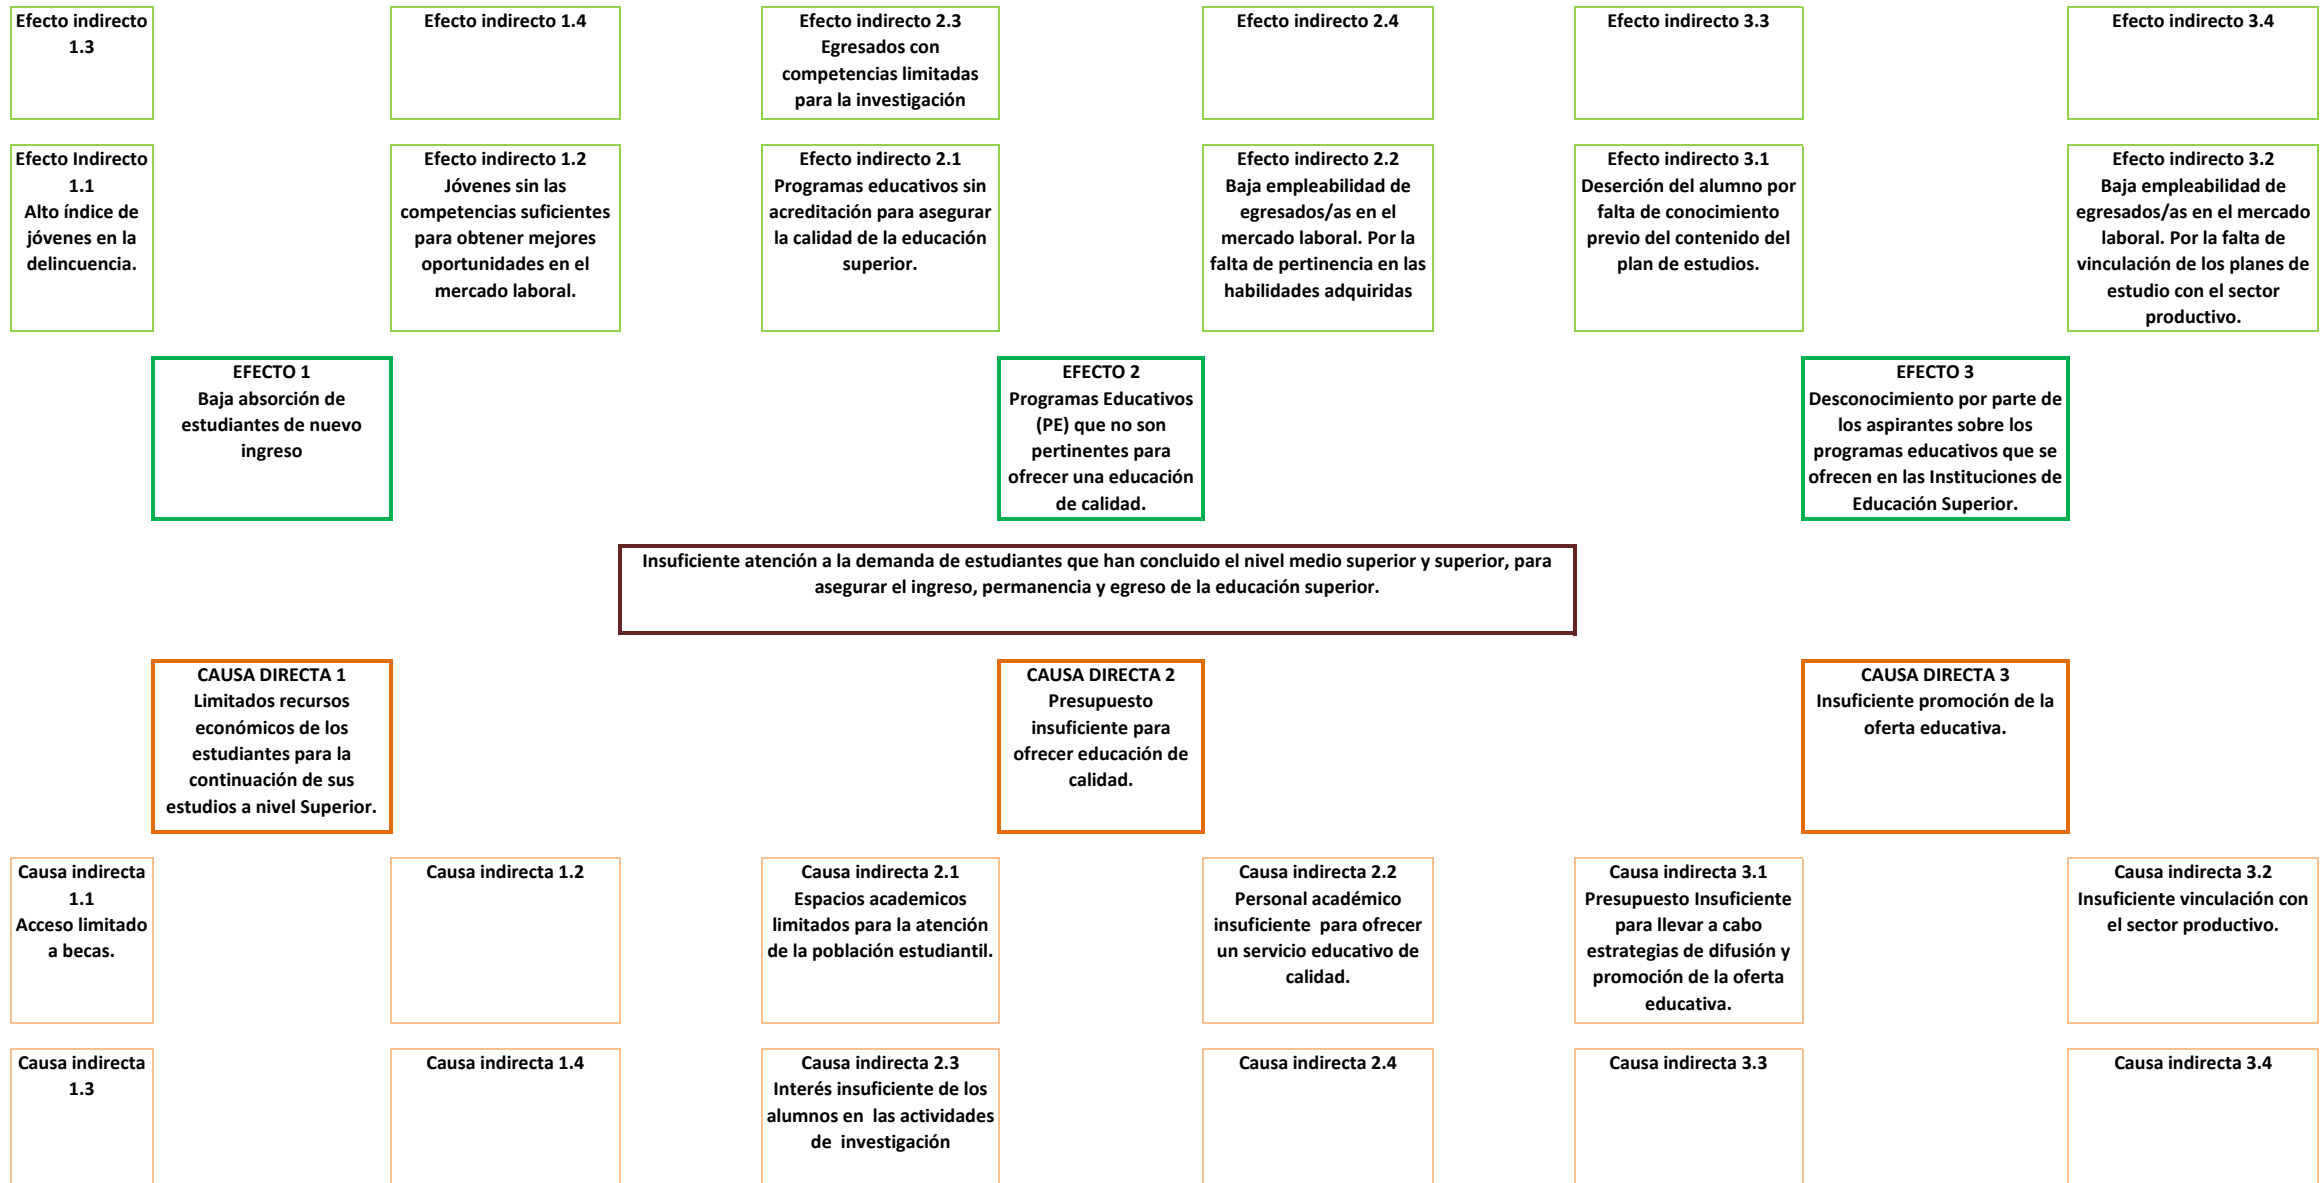 Efecto indirecto
1.3
Efecto indirecto 1.4
Efecto indirecto 2.3
Egresados con
competencias limitadas
para la investigación
Efecto indirecto 2.4
Efecto indirecto 3.3
Efecto indirecto 3.4
Efecto Indirecto
1.1
Alto índice de
jóvenes en la
delincuencia.
Efecto indirecto 1.2
Jóvenes sin las
competencias suficientes
para obtener mejores
oportunidades en el
mercado laboral.
Efecto indirecto 2.1
Programas educativos sin
acreditación para asegurar
la calidad de la educación
superior.
Efecto indirecto 2.2
Baja empleabilidad de
egresados/as en el
mercado laboral. Por la
falta de pertinencia en las
habilidades adquiridas
Efecto indirecto 3.1
Deserción del alumno por
falta de conocimiento
previo del contenido del
plan de estudios.
Efecto indirecto 3.2
Baja empleabilidad de
egresados/as en el mercado
laboral. Por la falta de
vinculación de los planes de
estudio con el sector
productivo.
EFECTO 1
Baja absorción de
estudiantes de nuevo
ingreso
EFECTO 2
Programas Educativos
(PE) que no son
pertinentes para
ofrecer una educación
de calidad.
EFECTO 3
Desconocimiento por parte de
los aspirantes sobre los
programas educativos que se
ofrecen en las Instituciones de
Educación Superior.
Insuficiente atención a la demanda de estudiantes que han concluido el nivel medio superior y superior, para
asegurar el ingreso, permanencia y egreso de la educación superior.
CAUSA DIRECTA 1
Limitados recursos
económicos de los
estudiantes para la
continuación de sus
estudios a nivel Superior.
CAUSA DIRECTA 2
Presupuesto
insuficiente para
ofrecer educación de
calidad.
CAUSA DIRECTA 3
Insuficiente promoción de la
oferta educativa.
Causa indirecta
1.1
Acceso limitado
a becas.
Causa indirecta 1.2
Causa indirecta 2.1
Espacios academicos
limitados para la atención
de la población estudiantil.
Causa indirecta 2.2
Personal académico
insuficiente para ofrecer
un servicio educativo de
calidad.
Causa indirecta 3.1
Presupuesto Insuficiente
para llevar a cabo
estrategias de difusión y
promoción de la oferta
educativa.
Causa indirecta 3.2
Insuficiente vinculación con
el sector productivo.
Causa indirecta
1.3
Causa indirecta 1.4
Causa indirecta 2.3
Interés insuficiente de los
alumnos en las actividades
de investigación
Causa indirecta 2.4
Causa indirecta 3.3
Causa indirecta 3.4